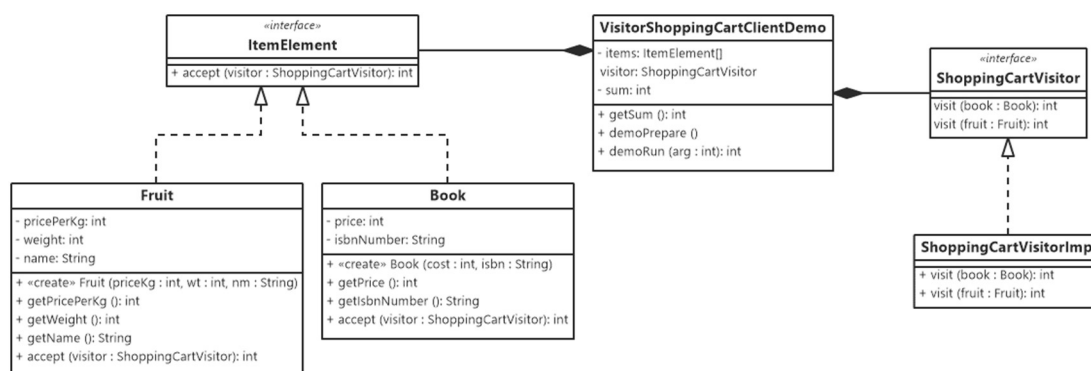 «interface»
ItemElement
+ accept (visitor : ShoppingCartVisitor): int
VisitorShoppingCartClientDemo
- items: ItemElement[]
visitor: ShoppingCartVisitor
- sum: int
+ getSum (): int
+ demoPrepare ()
+ demoRun (arg : int): int
«interface»
ShoppingCartVisitor
visit (book : Book): int
visit (fruit : Fruit): int
Fruit
- pricePerKg: int
- weight: int
- name: String
+ «create» Fruit (priceKg : int, wt : int, nm : String)
+ getPricePerKg (): int
+ getWeight (): int
+ getName (): String
+ accept (visitor : ShoppingCartVisitor): int
Book
- price: int
- isbnNumber: String
+ «create» Book (cost : int, isbn : String)
+ getPrice (): int
+ getIsbnNumber (): String
+ accept (visitor : ShoppingCartVisitor): int
ShoppingCartVisitorImp
+ visit (book : Book): int
+ visit (fruit : Fruit): int